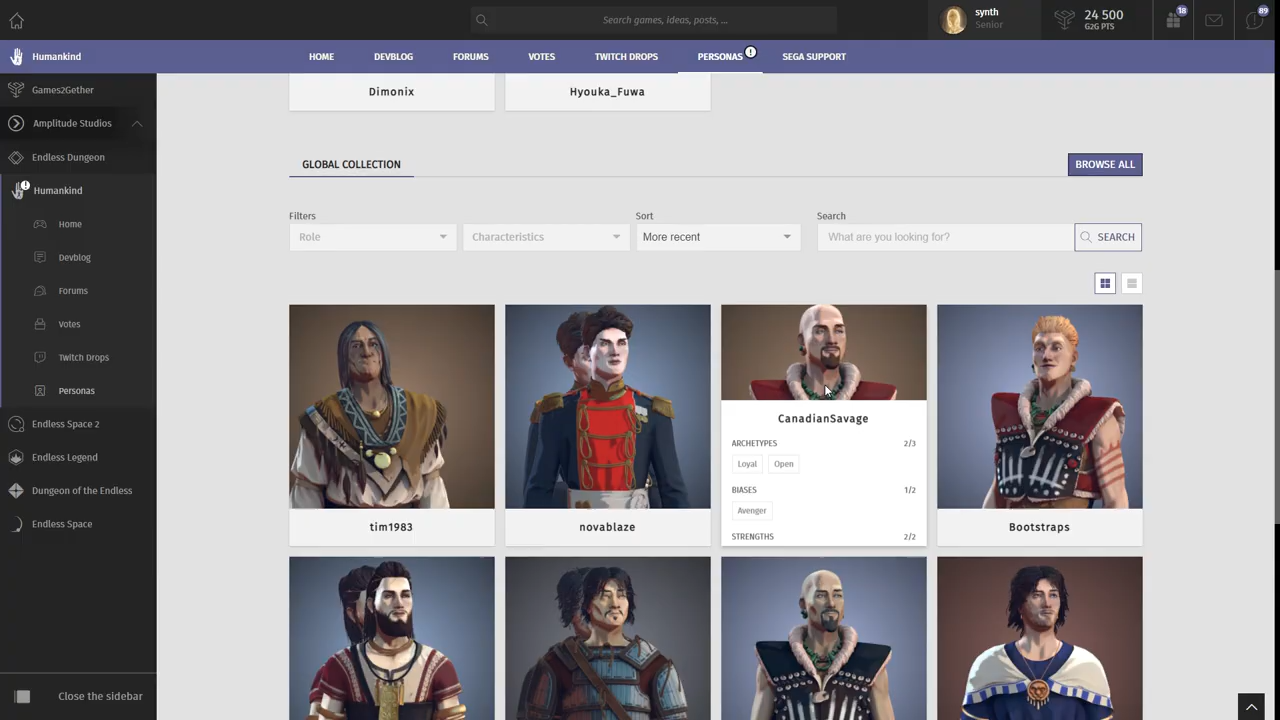 Search games, ideas, posts, ...
synth
Senior
24 500
G2G PTS
18
89
Humankind
HOME
DEVBLOG
FORUMS
VOTES
TWITCH DROPS
PERSONAS !
SEGA SUPPORT
Games2Gether
Amplitude Studios
Endless Dungeon
Humankind
Home
Devblog
Forums
Votes
Twitch Drops
Personas
Endless Space 2
Endless Legend
Dungeon of the Endless
Endless Space
Close the sidebar
Dimonix
Hyouka_Fuwa
GLOBAL COLLECTION
BROWSE ALL
Filters
Sort
Search
Role
Characteristics
More recent
What are you looking for?
SEARCH
tim1983
novablaze
CanadianSavage
ARCHETYPES 2/3
Loyal Open
BIASES 1/2
Avenger
STRENGTHS 2/2
Bootstraps